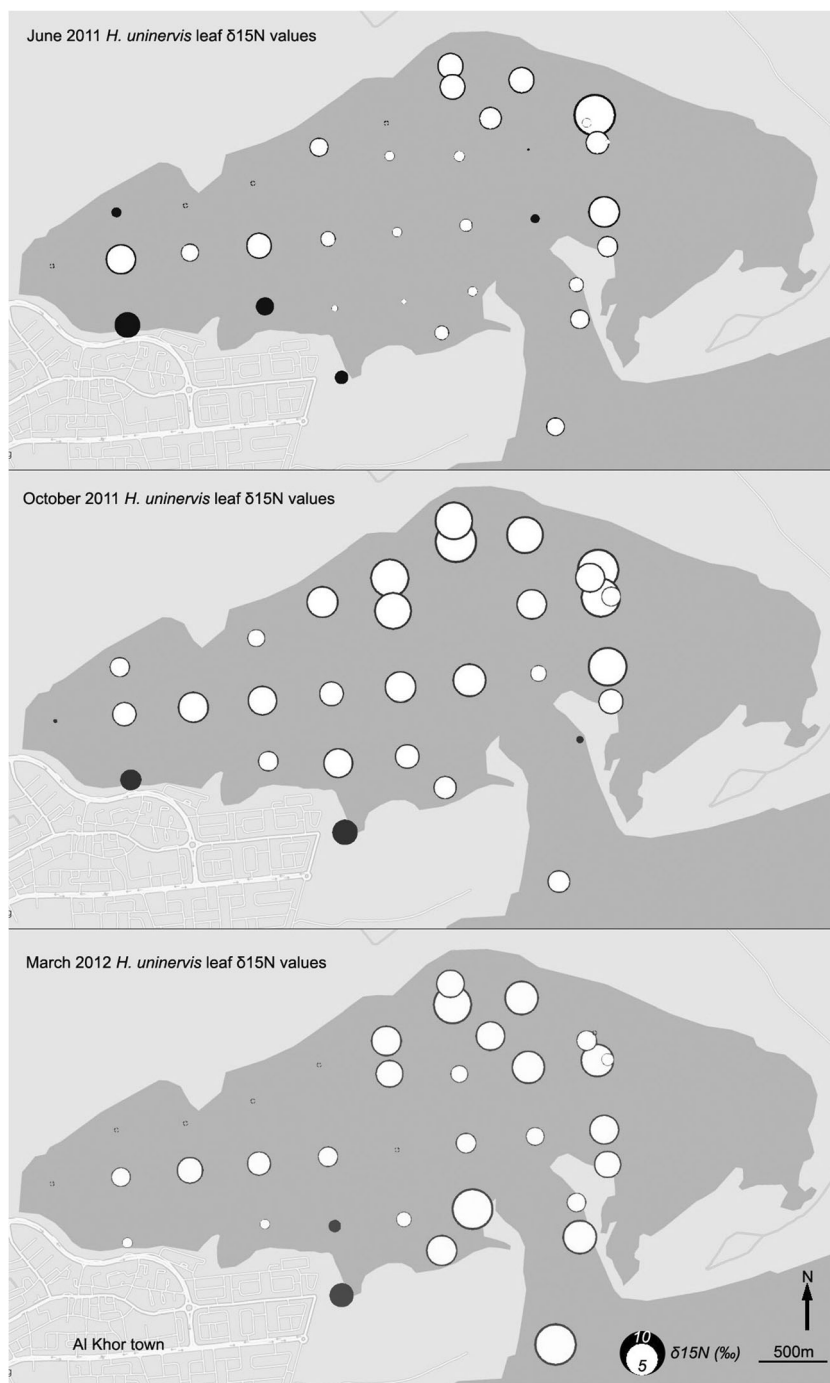 June 2011 H. uninervis leaf δ15N values
October 2011 H. uninervis leaf δ15N values
March 2012 H. uninervis leaf δ15N values
N
Al Khor town
10
5
δ15N (‰)
500m